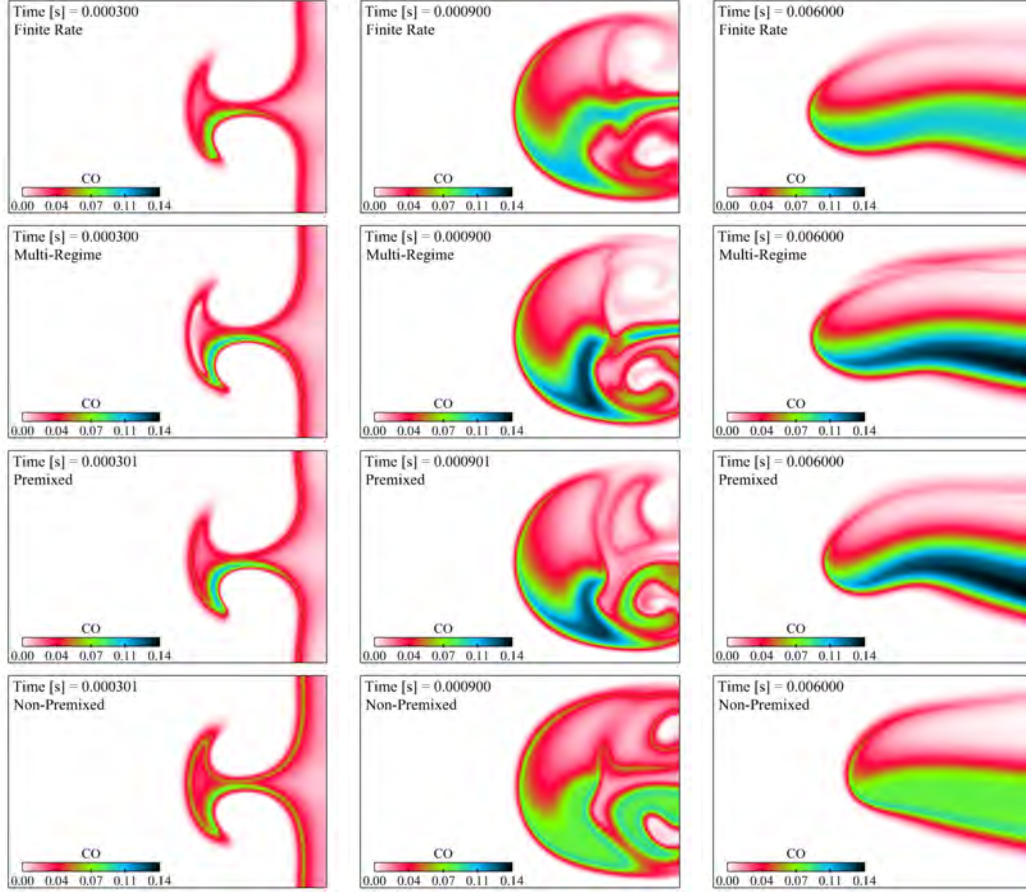 Time [s] = 0.000300
Finite Rate
CO
0.00 0.04 0.07 0.11 0.14
Time [s] = 0.000900
Finite Rate
CO
0.00 0.04 0.07 0.11 0.14
Time [s] = 0.006000
Finite Rate
CO
0.00 0.04 0.07 0.11 0.14
Time [s] = 0.000300
Multi-Regime
CO
0.00 0.04 0.07 0.11 0.14
Time [s] = 0.000900
Multi-Regime
CO
0.00 0.04 0.07 0.11 0.14
Time [s] = 0.006000
Multi-Regime
CO
0.00 0.04 0.07 0.11 0.14
Time [s] = 0.000301
Premixed
CO
0.00 0.04 0.07 0.11 0.14
Time [s] = 0.000901
Premixed
CO
0.00 0.04 0.07 0.11 0.14
Time [s] = 0.006000
Premixed
CO
0.00 0.04 0.07 0.11 0.14
Time [s] = 0.000301
Non-Premixed
CO
0.00 0.04 0.07 0.11 0.14
Time [s] = 0.000900
Non-Premixed
CO
0.00 0.04 0.07 0.11 0.14
Time [s] = 0.006000
Non-Premixed
CO
0.00 0.04 0.07 0.11 0.14